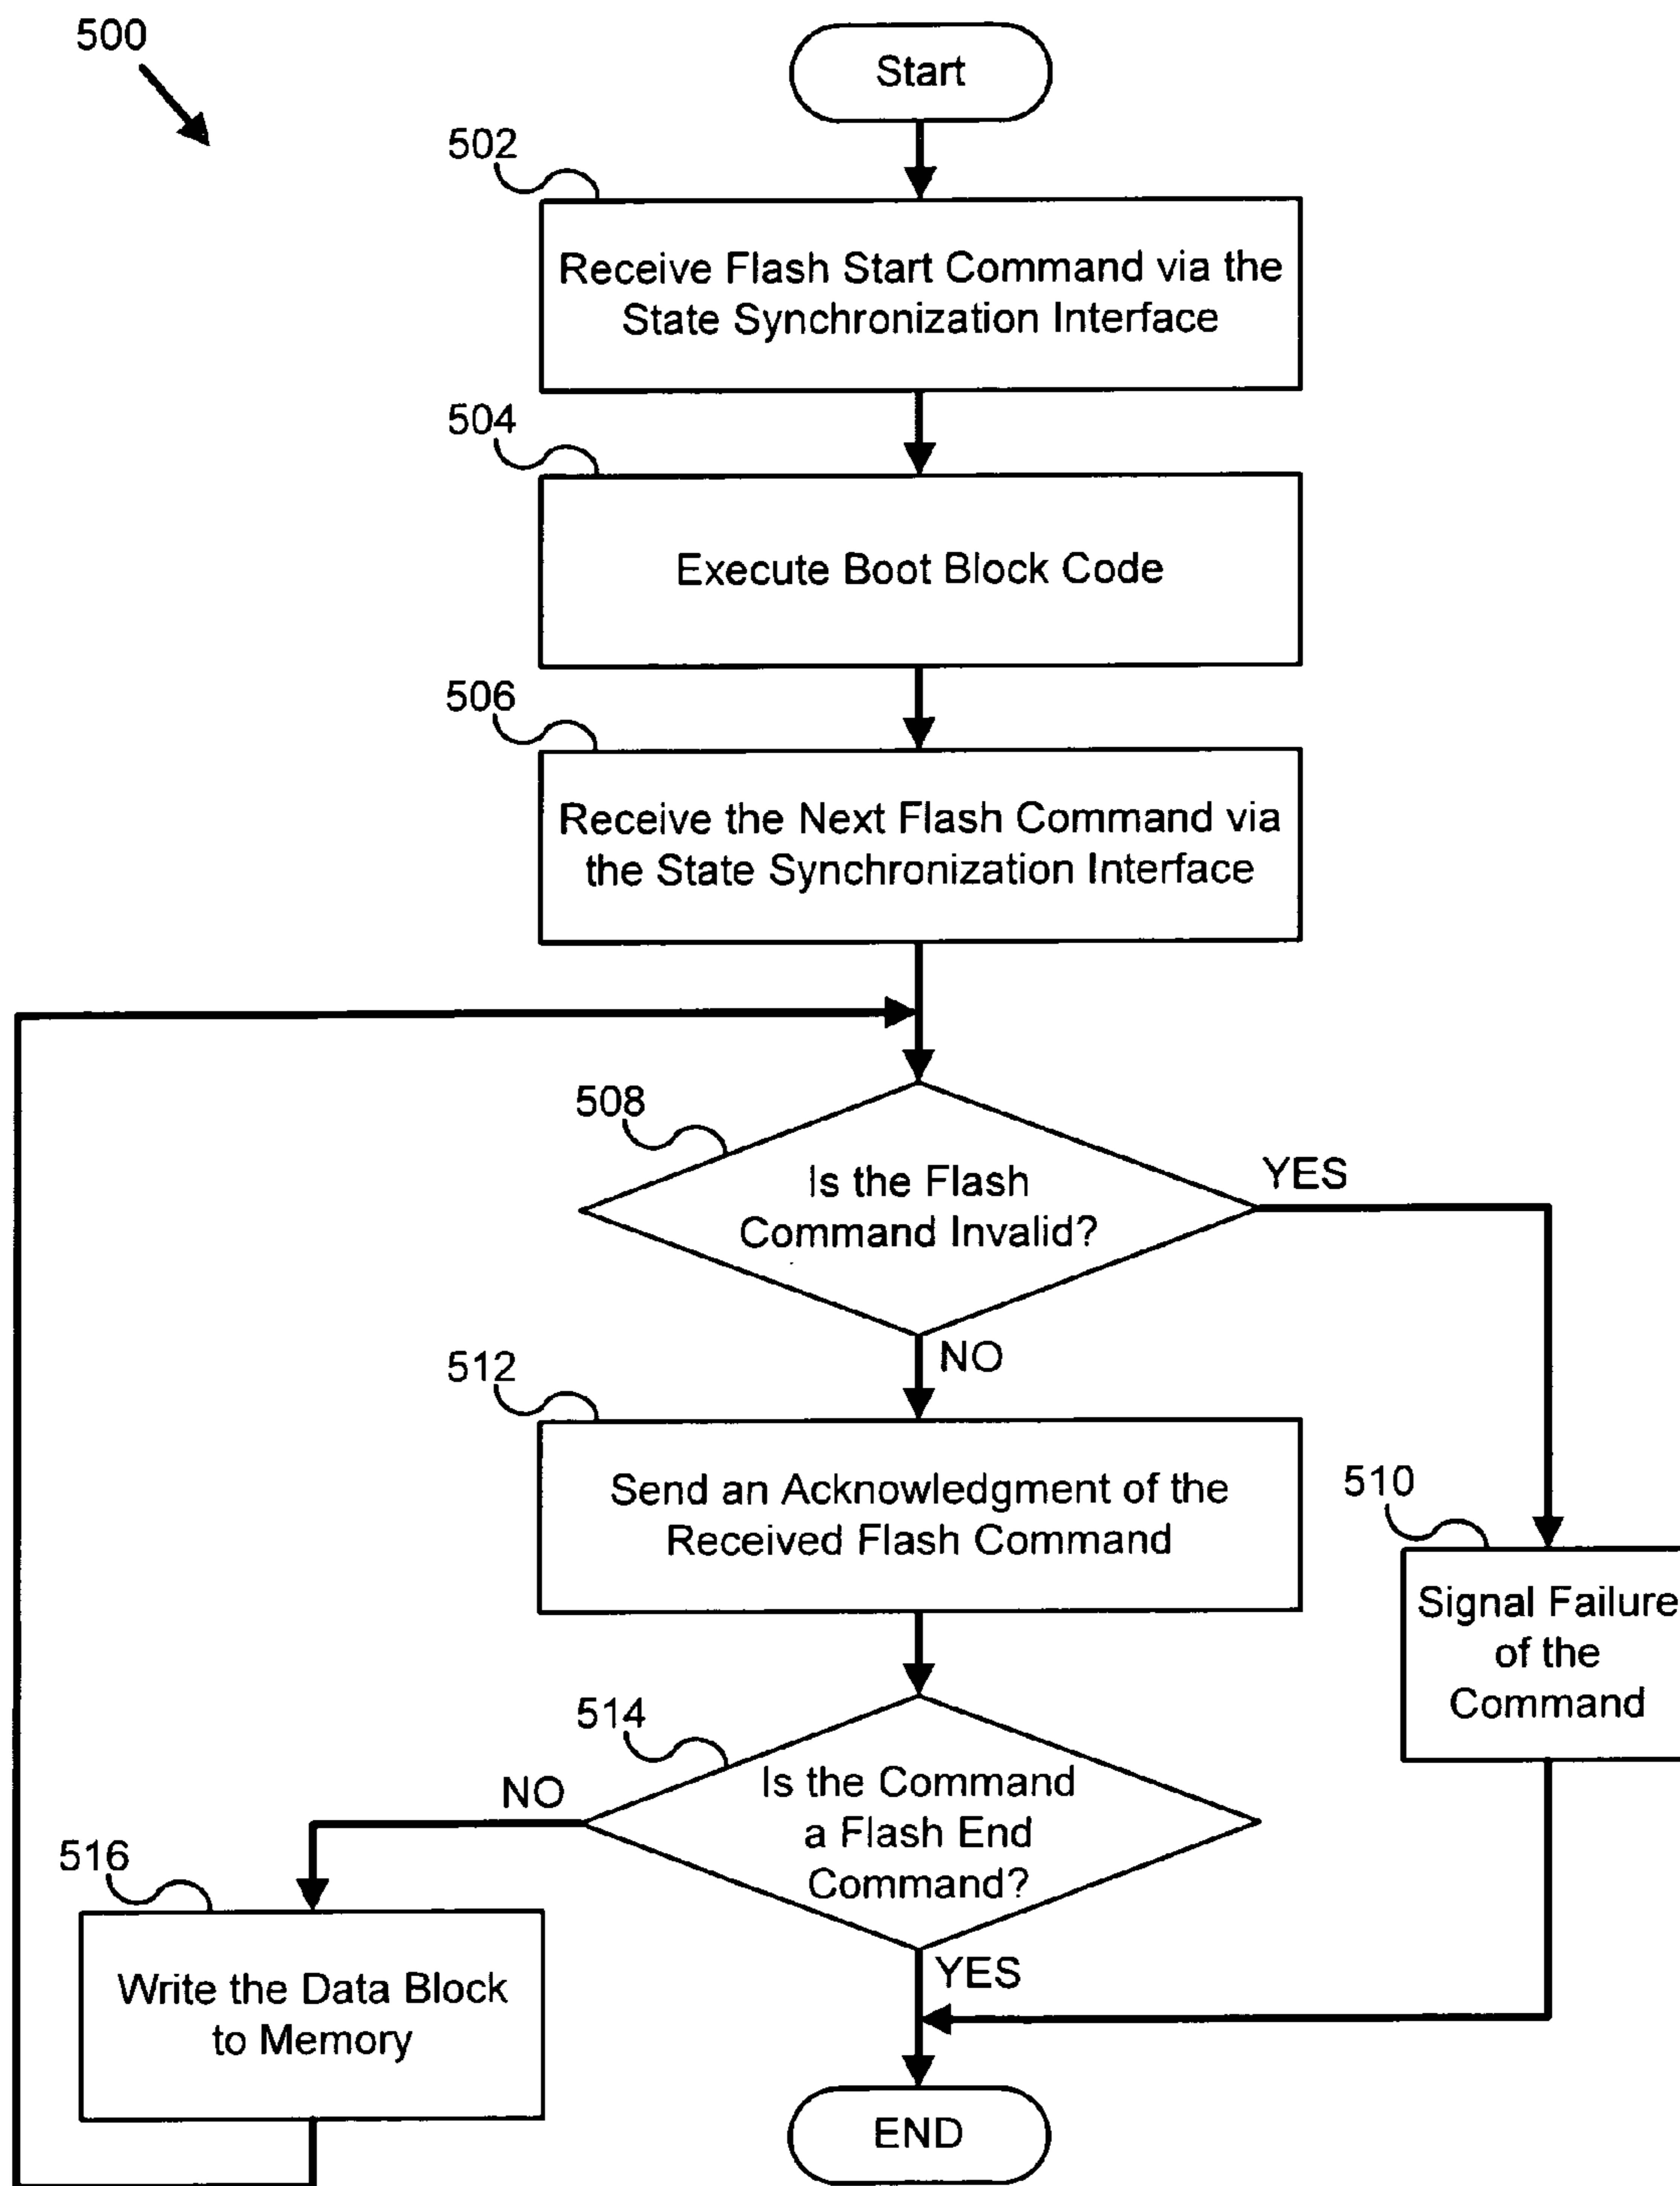 500
Start
502
Receive Flash Start Command via the
State Synchronization Interface
504
Execute Boot Block Code
506
Receive the Next Flash Command via
the State Synchronization Interface
508
Is the Flash
Command Invalid?
YES
NO
512
Send an Acknowledgment of the
Received Flash Command
510
Signal Failure
of the
Command
514
Is the Command
a Flash End
Command?
NO
YES
516
Write the Data Block
to Memory
END